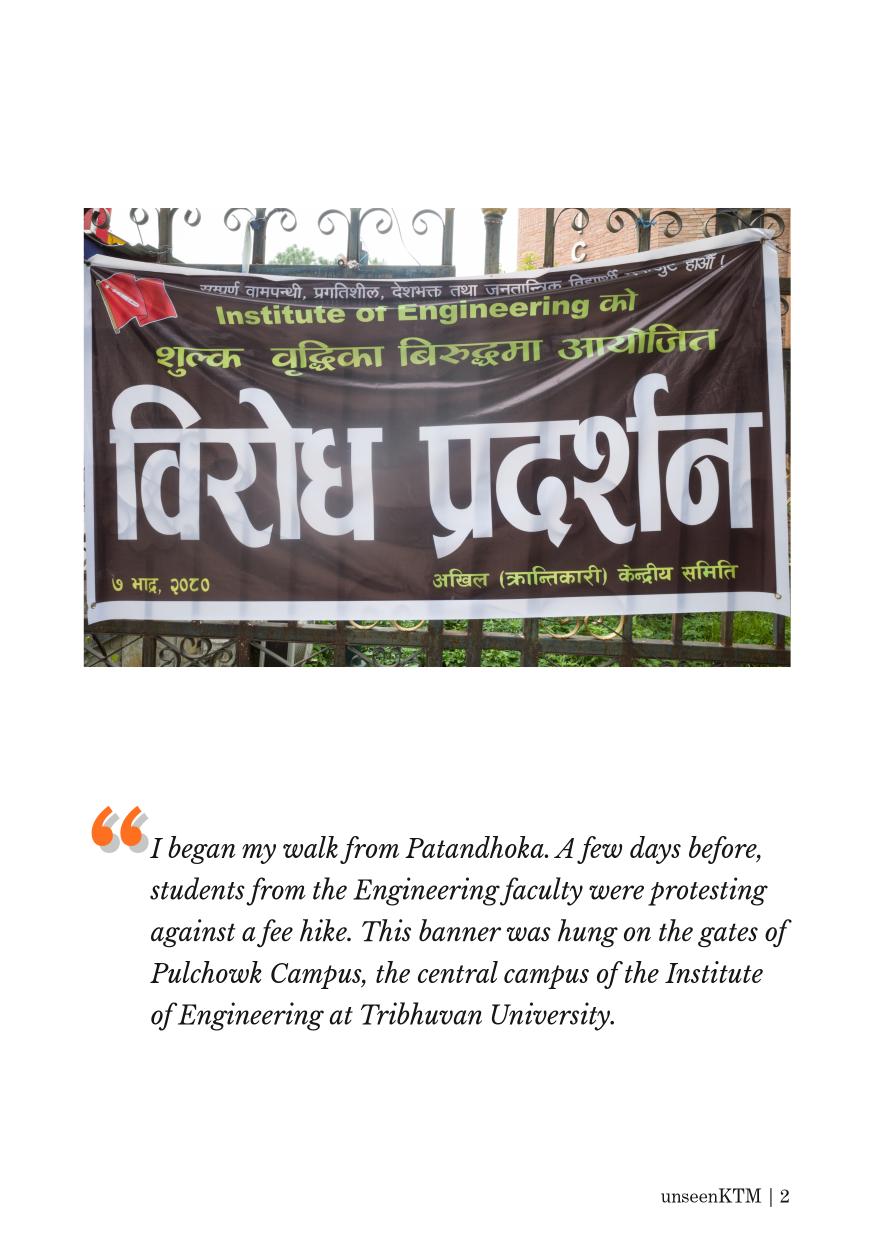 सम्पूर्ण वामपन्थी, प्रगतिशील, देशभक्त तथा जनतान्त्रिक विद्यार्थी हाऔं !
Institute of Engineering को
शुल्क वृद्धिका बिरुद्धमा आयोजित
विरोध प्रदर्शन
७ भाद्र, २०८०
अखिल (क्रान्तिकारी) केन्द्रीय समिति
“I began my walk from Patandhoka. A few days before,
students from the Engineering faculty were protesting
against a fee hike. This banner was hung on the gates of
Pulchowk Campus, the central campus of the Institute
of Engineering at Tribhuvan University.
unseenKTM | 2